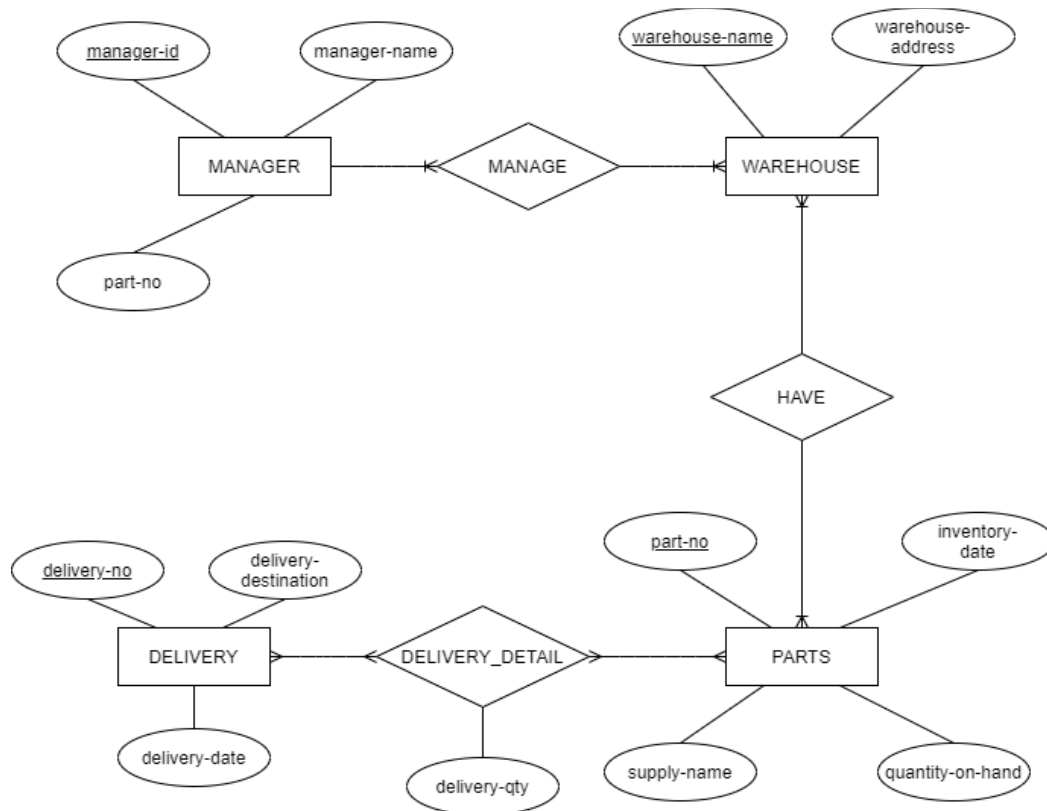 manager-id
manager-name
warehouse-name
warehouse-
address
MANAGER
MANAGE
WAREHOUSE
part-no
HAVE
part-no
inventory-
date
delivery-no
delivery-
destination
DELIVERY
DELIVERY_DETAIL
PARTS
delivery-date
delivery-qty
supply-name
quantity-on-hand